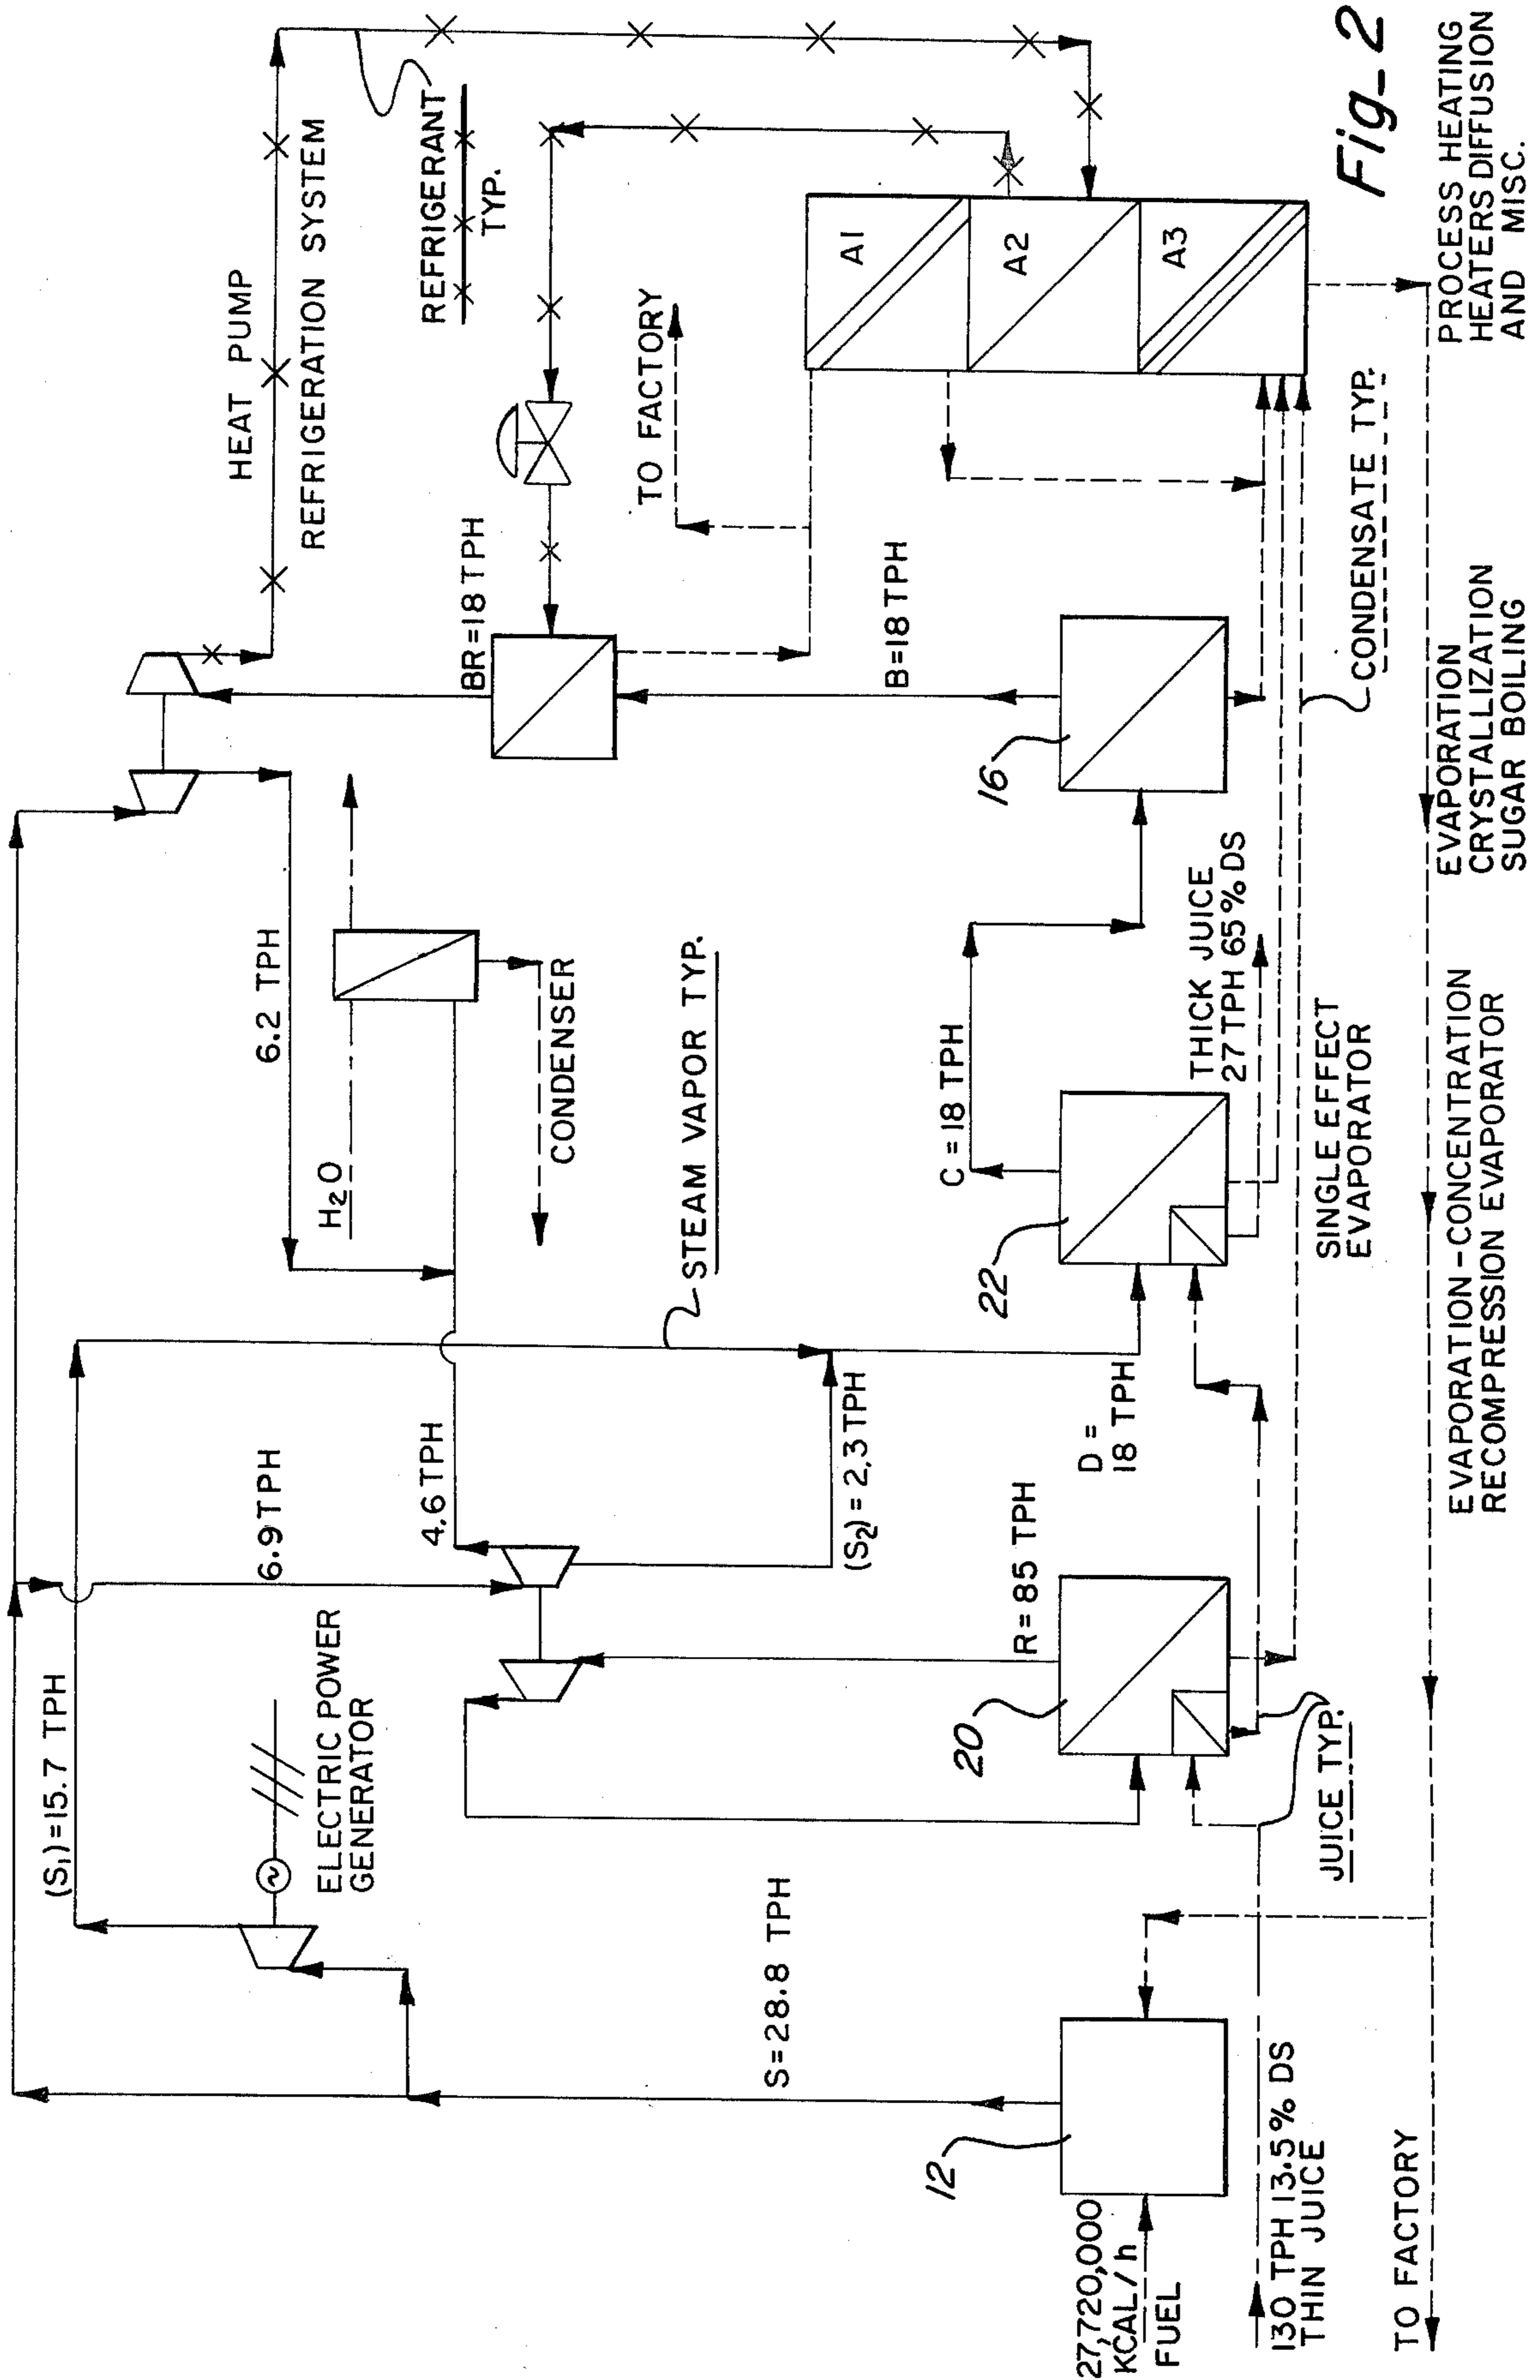 HEAT PUMP
REFRIGERATION SYSTEM
REFRIGERANT
TYP.
6.2 TPH
H₂O
CONDENSER
BR=18 TPH
TO FACTORY
A1
A2
A3
(S₁)=15.7 TPH
6.9 TPH
ELECTRIC POWER
GENERATOR
4.6 TPH
STEAM VAPOR TYP.
(S₂) = 2.3 TPH
S=28.8 TPH
R=85 TPH
D =
18 TPH
C = 18 TPH
B=18 TPH
12
20
22
16
27,720,000
KCAL/h
FUEL
130 TPH 13.5% DS
THIN JUICE
JUICE TYP.
SINGLE EFFECT
EVAPORATOR
THICK JUICE
27 TPH 65% DS
CONDENSATE TYP.
TO FACTORY
EVAPORATION-CONCENTRATION
RECOMPRESSION EVAPORATOR
EVAPORATION
CRYSTALLIZATION
SUGAR BOILING
PROCESS HEATING
HEATERS DIFFUSION
AND MISC.
Fig-2